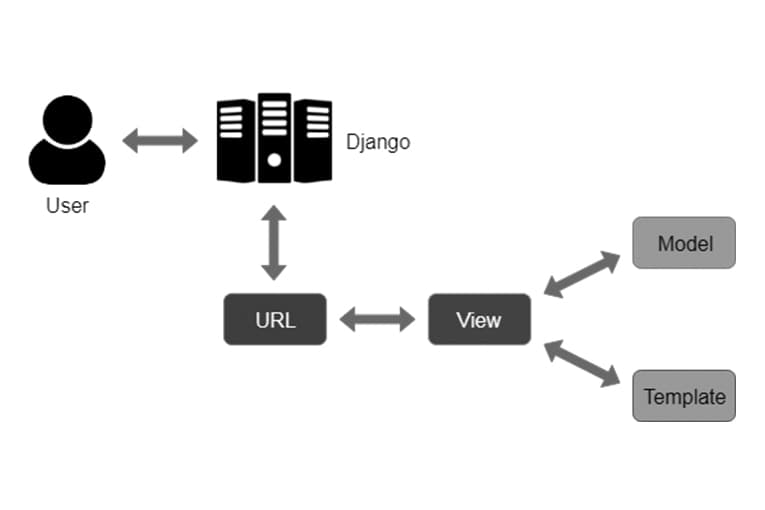 Django
User
Model
URL
View
Template